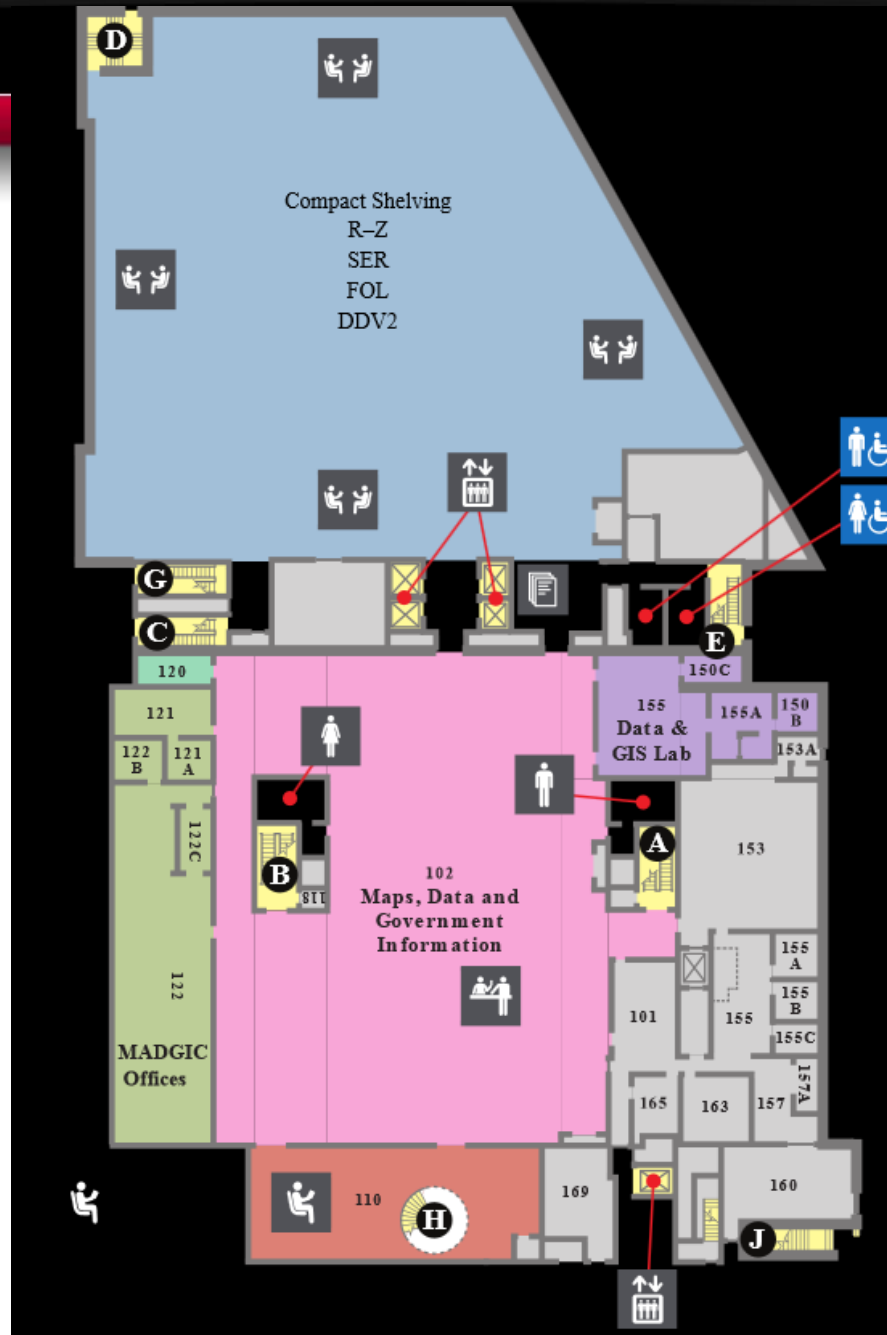 D
Compact Shelving
R–Z
SER
FOL
DDV2
G
C
E
120
150C
121
155
Data &
GIS Lab
155A
150
B
122
B
121
A
153A
122C
B
118
A
153
102
Maps, Data and
Government
Information
122
MADGIC
Offices
101
155
155
A
155
B
155C
157A
165
163
157
110
H
169
160
J